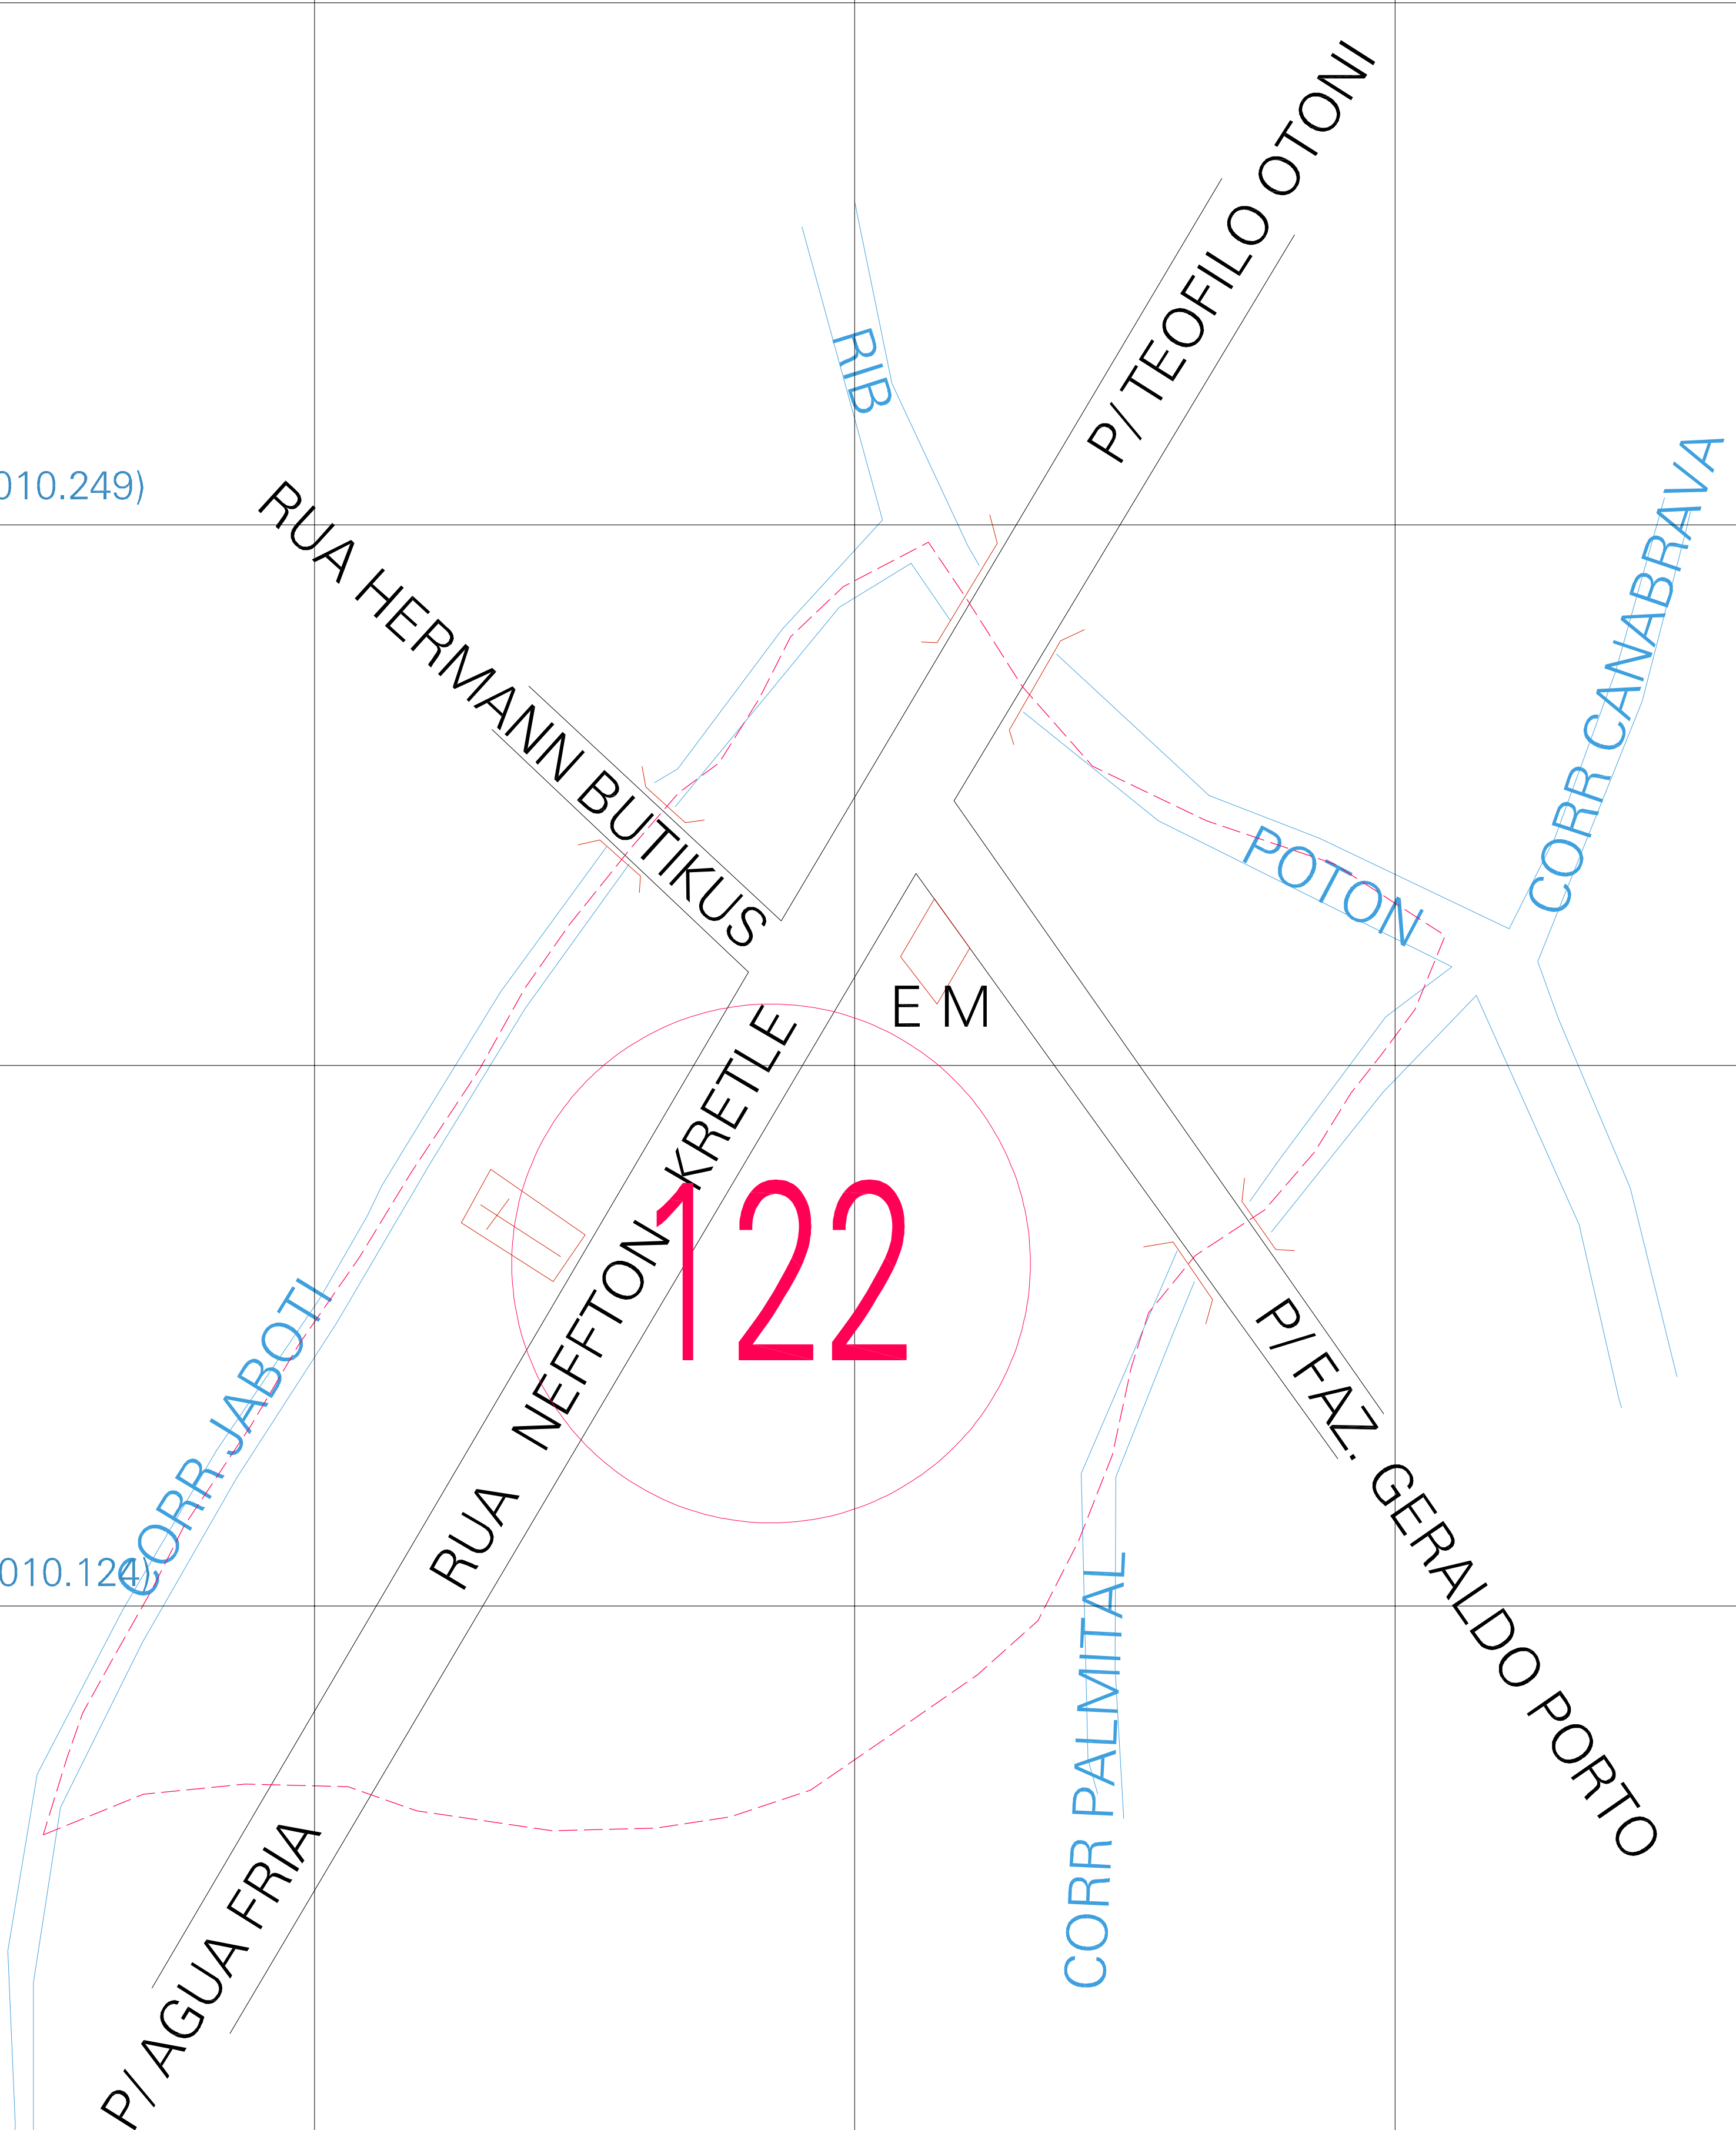 P/ TEOFILO OTONI
RIB
CORR CANABRAVA
010.249)
RUA HERMANN BUTIKUS
POTON
E M
RUA NEFFTON KRETLE
122
CORR JABOTI
P/ FAZ. GERALDO PORTO
010.124)
CORR PALMITAL
P/ AGUA FRIA